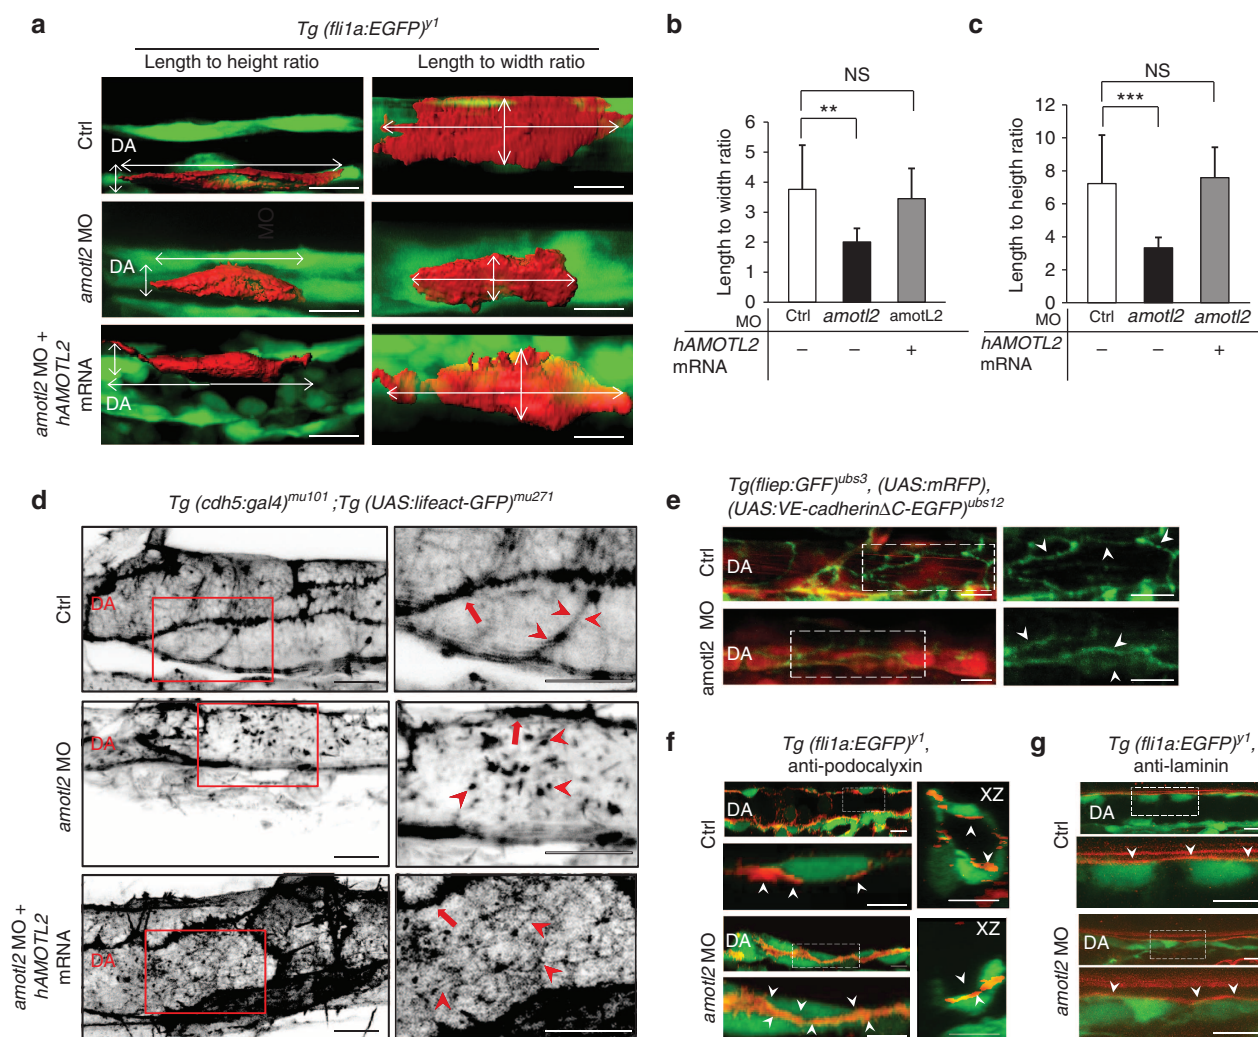 a
Tg (fli1a:EGFP)y1
Length to height ratio
Length to width ratio
Ctrl
DA
amotl2 MO
MO
DA
amotl2 MO +
hAMOTL2
mRNA
DA
b
NS
**
Length to width ratio
7
6
5
4
3
2
1
0
MO Ctrl amotl2 amotL2
hAMOTL2
mRNA – – +
c
NS
***
Length to heigth ratio
12
10
8
6
4
2
0
MO Ctrl amotl2 amotl2
hAMOTL2
mRNA – – +
d
Tg (cdh5:gal4)mu101 ;Tg (UAS:lifeact-GFP)mu271
Ctrl
DA
amotl2 MO
DA
amotl2 MO +
hAMOTL2
mRNA
DA
e
Tg(fliep:GFF)ubs3, (UAS:mRFP),
(UAS:VE-cadherinΔC-EGFP)ubs12
Ctrl
DA
amotl2 MO
DA
f
Tg (fli1a:EGFP)y1,
anti-podocalyxin
Ctrl
DA
XZ
amotl2 MO
DA
XZ
g
Tg (fli1a:EGFP)y1,
anti-laminin
Ctrl
DA
amotl2 MO
DA